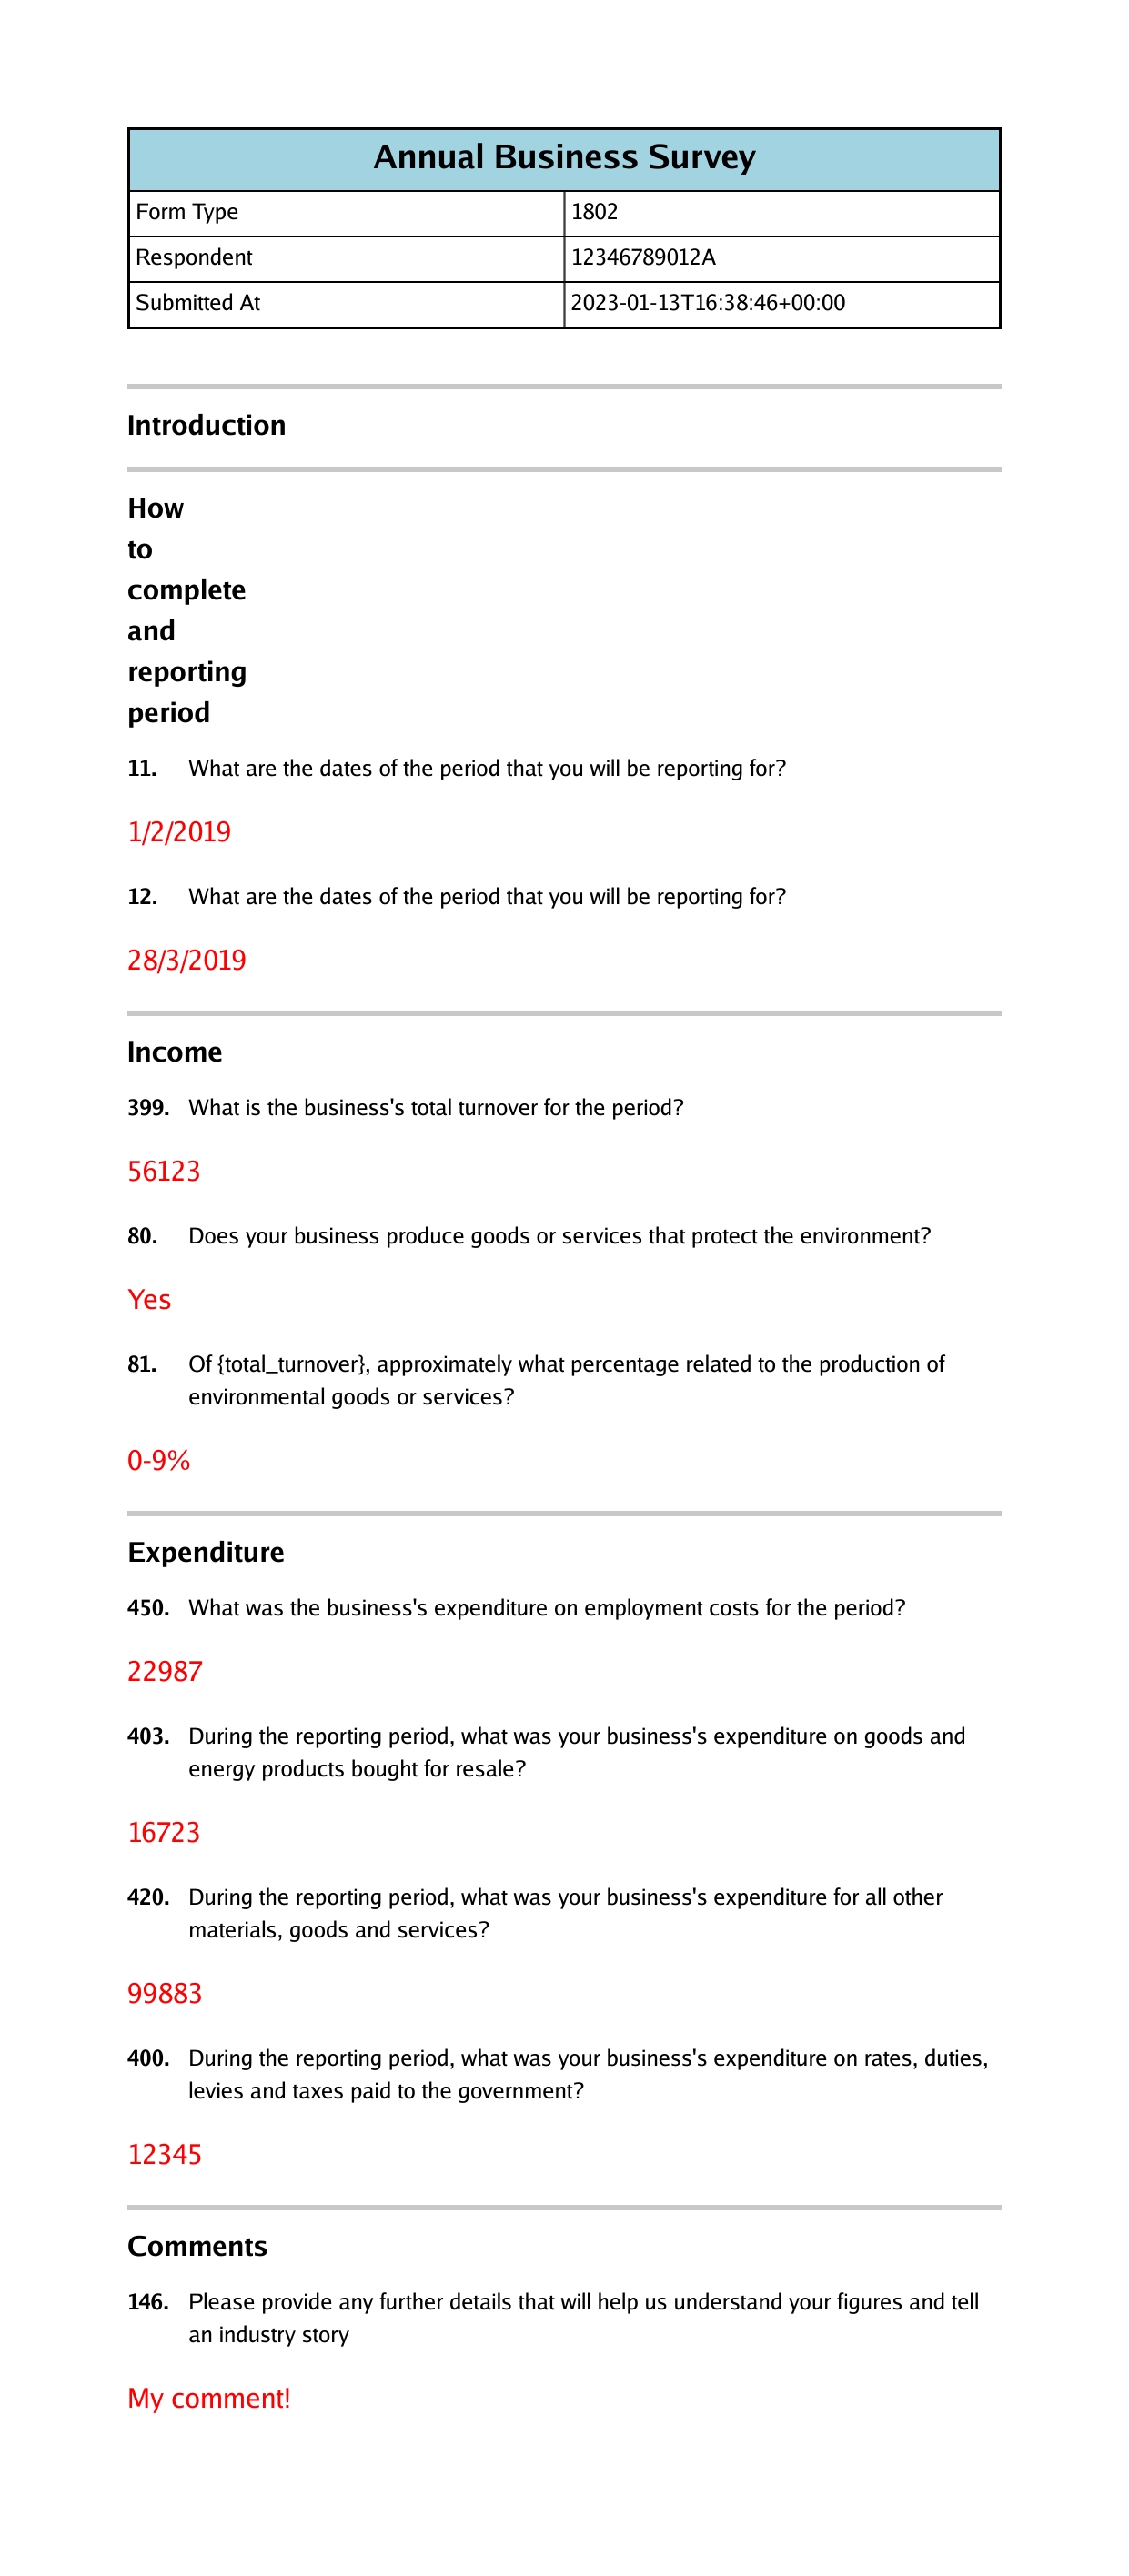 Annual Business Survey
Form Type 1802
Respondent 12346789012A
Submitted At 2023-01-13T16:38:46+00:00
Introduction
How
to
complete
and
reporting
period
11. What are the dates of the period that you will be reporting for?
1/2/2019
12. What are the dates of the period that you will be reporting for?
28/3/2019
Income
399. What is the business's total turnover for the period?
56123
80. Does your business produce goods or services that protect the environment?
Yes
81. Of {total_turnover}, approximately what percentage related to the production of
environmental goods or services?
0-9%
Expenditure
450. What was the business's expenditure on employment costs for the period?
22987
403. During the reporting period, what was your business's expenditure on goods and
energy products bought for resale?
16723
420. During the reporting period, what was your business's expenditure for all other
materials, goods and services?
99883
400. During the reporting period, what was your business's expenditure on rates, duties,
levies and taxes paid to the government?
12345
Comments
146. Please provide any further details that will help us understand your figures and tell
an industry story
My comment!